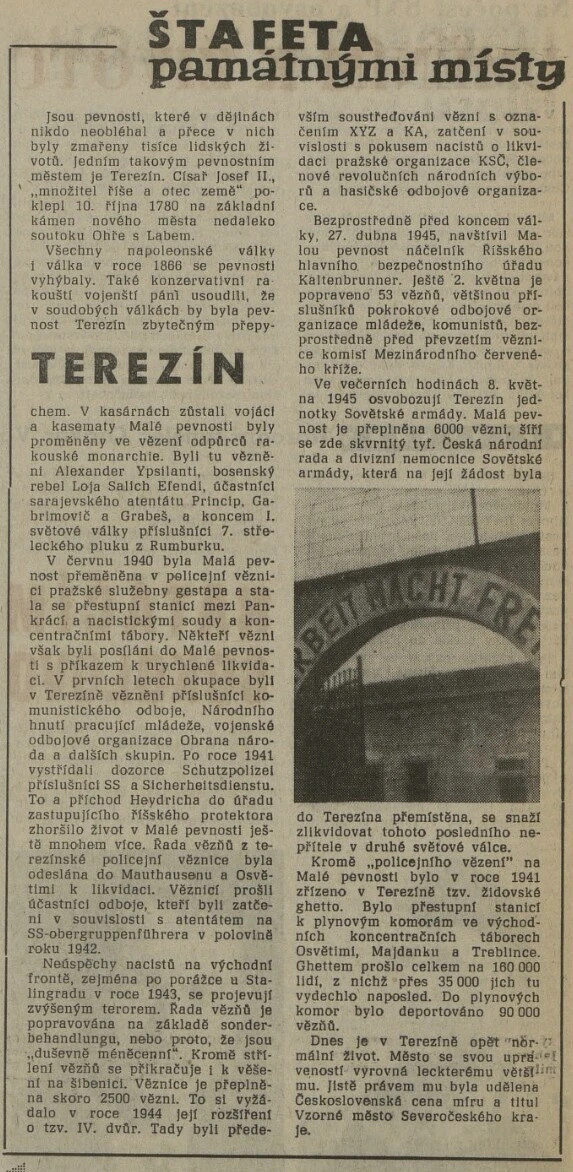 ŠTAFETA
památnými místy
Jsou pevnosti, které v dějinách
nikdo neobléhal a přece v nich
byly zmařeny tisíce lidských ži-
votů. Jedním takovým pevnostním
městem je Terezín. Císař Josef II.,
„množitel říše a otec země" po-
klepl 10. října 1780 na základní
kámen nového města nedaleko
soutoku Ohře s Labem.
Všechny napoleonské války
i válka v roce 1866 se pevnosti
vyhýbaly. Také konzervativní ra-
kouští vojenští páni usoudili, že
v soudobých válkách by byla pev-
nost Terezín zbytečným přepy-
TEREZÍN
chem. V kasárnách zůstali vojáci
a kasematy Malé pevnosti byly
proměněny ve vězení odpůrců ra-
kouské monarchie. Byli tu vězně-
ni Alexander Ypsilanti, bosenský
rebel Loja Salich Efendi, účastníci
sarajevského atentátu Princip, Ga-
brimovič a Grabeš, a koncem I.
světové války příslušníci 7. stře-
leckého pluku z Rumburku.
V červnu 1940 byla Malá pev-
nost přeměněna v policejní vězni-
ci pražské služebny gestapa a sta-
la se přestupní stanicí mezi Pan-
krácí a nacistickými soudy a kon-
centračními tábory. Někteří vězni
však byli posíláni do Malé pevnos-
ti s příkazem k urychlené likvida-
ci. V prvních letech okupace byli
v Terezíně vězněni příslušníci ko-
munistického odboje, Národního
hnutí pracující mládeže, vojenské
odbojové organizace Obrana náro-
da a dalších skupin. Po roce 1941
vystřídali dozorce Schutzpolizei
příslušníci SS a Sicherheitsdienstu.
To a příchod Heydricha do úřadu
zastupujícího říšského protektora
zhoršilo život v Malé pevnosti ješ-
tě mnohem více. Řada vězňů z te-
rezínské policejní věznice byla
odeslána do Mauthausenu a Osvě-
timi k likvidaci. Věznicí prošli
účastníci odboje, kteří byli zatče-
ni v souvislosti s atentátem na
SS-obergruppenführera v polovině
roku 1942.
Neúspěchy nacistů na východní
frontě, zejména po porážce u Sta-
lingradu v roce 1943, se projevují
zvýšeným terorem. Řada vězňů je
popravována na základě sonder-
behandlungu, nebo proto, že jsou
„duševně méněcenní". Kromě stří-
lení vězňů se přikračuje i k věše-
ní na šibenici. Věznice je přeplně-
na skoro 2500 vězni. To si vyžá-
dalo v roce 1944 její rozšíření
o tzv. IV. dvůr. Tady byli přede-
vším soustřeďováni vězni s ozna-
čením XYZ a KA, zatčení v sou-
vislosti s pokusem nacistů o likvi-
daci pražské organizace KSČ, čle-
nové revolučních národních výbo-
rů a hasičské odbojové organiza-
ce.
Bezprostředně před koncem vál-
ky, 27. dubna 1945, navštívil Ma-
lou pevnost náčelník Říšského
hlavního bezpečnostního úřadu
Kaltenbrunner. Ještě 2. května je
popraveno 53 vězňů, většinou pří-
slušníků pokrokové odbojové or-
ganizace mládeže, komunistů, bez-
prostředně před převzetím vězni-
ce komisí Mezinárodního červené-
ho kříže.
Ve večerních hodinách 8. květ-
na 1945 osvobozují Terezín jed-
notky Sovětské armády. Malá pev-
nost je přeplněna 6000 vězni, šíří
se zde skvrnitý tyf. Česká národní
rada a divizní nemocnice Sovětské
armády, která na její žádost byla
ARBEIT MACHT FREI
do Terezína přemístěna, se snaží
zlikvidovat tohoto posledního ne-
přítele v druhé světové válce.
Kromě „policejního vězení" na
Malé pevnosti bylo v roce 1941
zřízeno v Terezíně tzv. židovské
ghetto. Bylo přestupní stanicí
k plynovým komorám ve východ-
ních koncentračních táborech
Osvětimi, Majdanku a Treblince.
Ghettem prošlo celkem na 160 000
lidí, z nichž přes 35 000 jich tu
vydechlo naposled. Do plynových
komor bylo deportováno 90 000
vězňů.
Dnes je v Terezíně opět nor-
mální život. Město se svou upra-
veností vyrovná leckterému větší-
mu. Jistě právem mu byla udělena
Československá cena míru a titul
Vzorné město Severočeského kra-
je.